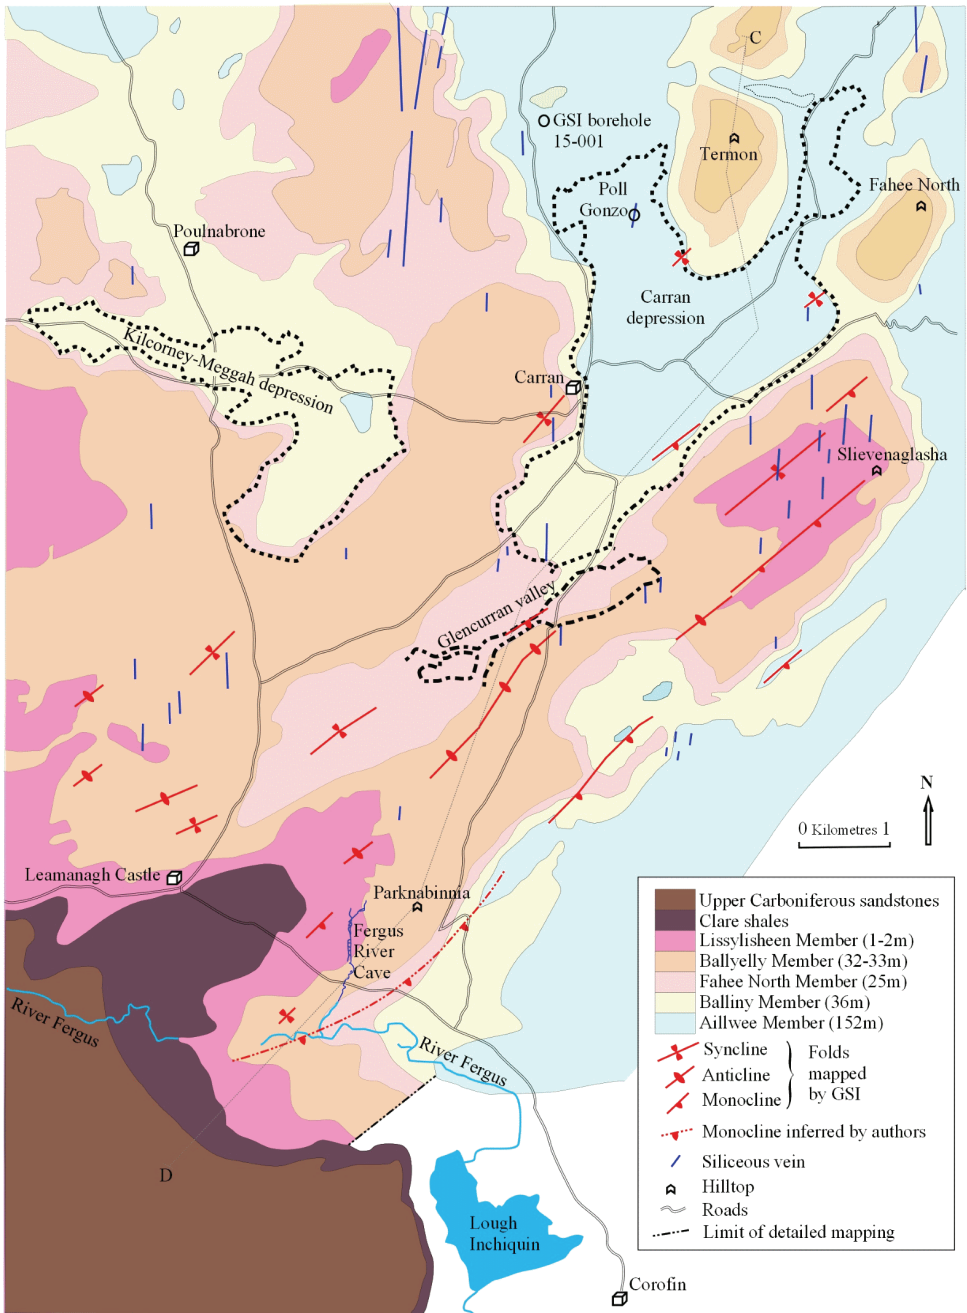 C
GSI borehole
15-001
Termon
Poll
Gonzo
Fahee North
Poulnabrone
Carran
depression
Kilcorney-Meggah depression
Carran
Slievenaglasha
Glencurran valley
N
0 Kilometres 1
Leamanagh Castle
Parknabinnia
Fergus
River
Cave
River Fergus
River Fergus
D
Lough
Inchiquin
Corofin
Upper Carboniferous sandstones
Clare shales
Lissylisheen Member (1-2m)
Ballyelly Member (32-33m)
Fahee North Member (25m)
Balliny Member (36m)
Aillwee Member (152m)
Syncline
Anticline
Monocline
Folds
mapped
by GSI
Monocline inferred by authors
Siliceous vein
Hilltop
Roads
Limit of detailed mapping